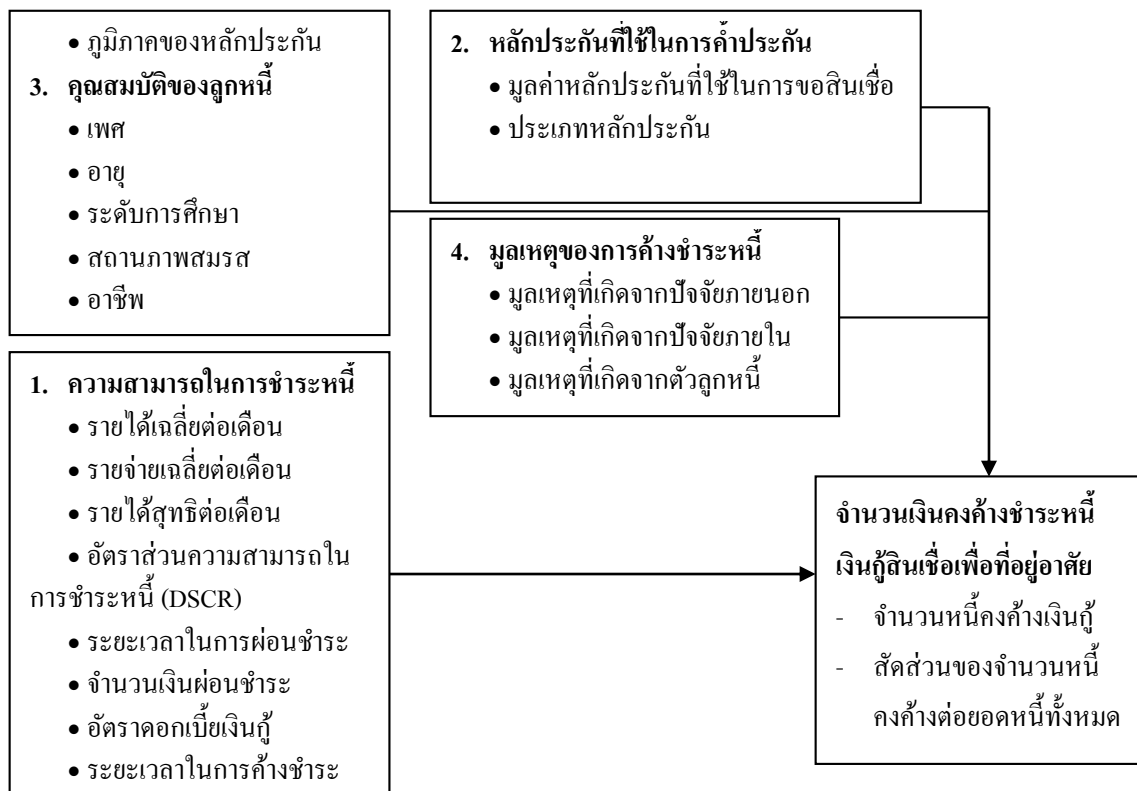 • ภูมิภาคของหลักประกัน
3. คุณสมบัติของลูกหนี้
• เพศ
• อายุ
• ระดับการศึกษา
• สถานภาพสมรส
• อาชีพ
2. หลักประกันที่ใช้ในการค้ำประกัน
• มูลค่าหลักประกันที่ใช้ในการขอสินเชื่อ
• ประเภทหลักประกัน
4. มูลเหตุของการค้างชำระหนี้
• มูลเหตุที่เกิดจากปัจจัยภายนอก
• มูลเหตุที่เกิดจากปัจจัยภายใน
• มูลเหตุที่เกิดจากตัวลูกหนี้
1. ความสามารถในการชำระหนี้
• รายได้เฉลี่ยต่อเดือน
• รายจ่ายเฉลี่ยต่อเดือน
• รายได้สุทธิต่อเดือน
• อัตราส่วนความสามารถใน
การชำระหนี้ (DSCR)
• ระยะเวลาในการผ่อนชำระ
• จำนวนเงินผ่อนชำระ
• อัตราดอกเบี้ยเงินกู้
• ระยะเวลาในการค้างชำระ
จำนวนเงินคงค้างชำระหนี้
เงินกู้สินเชื่อเพื่อที่อยู่อาศัย
- จำนวนหนี้คงค้างเงินกู้
- สัดส่วนของจำนวนหนี้
คงค้างต่อยอดหนี้ทั้งหมด